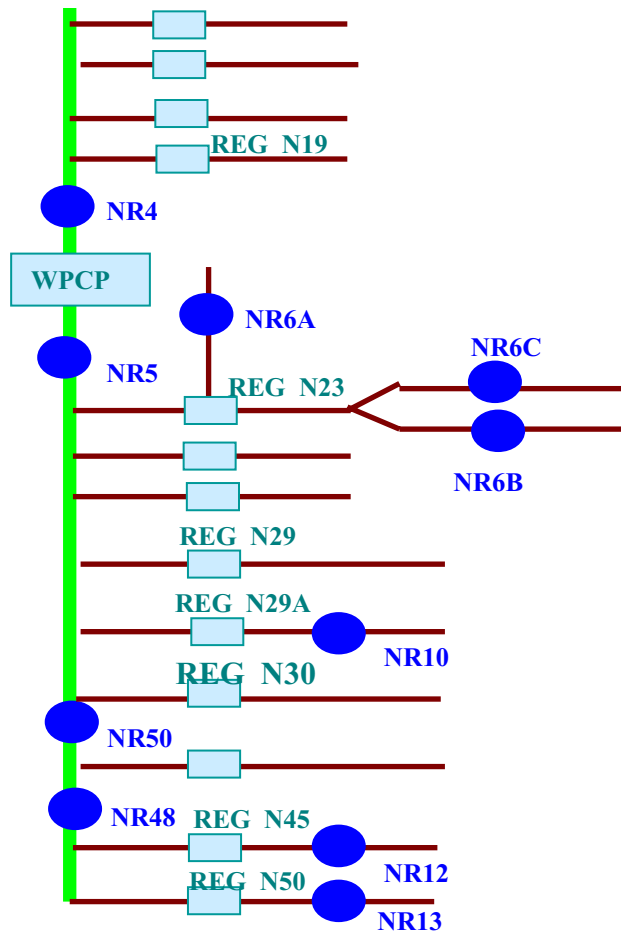 REG N19
NR4
WPCP
NR6A
NR5
NR6C
REG N23
NR6B
REG N29
REG N29A
NR10
REG N30
NR50
NR48
REG N45
NR12
REG N50
NR13